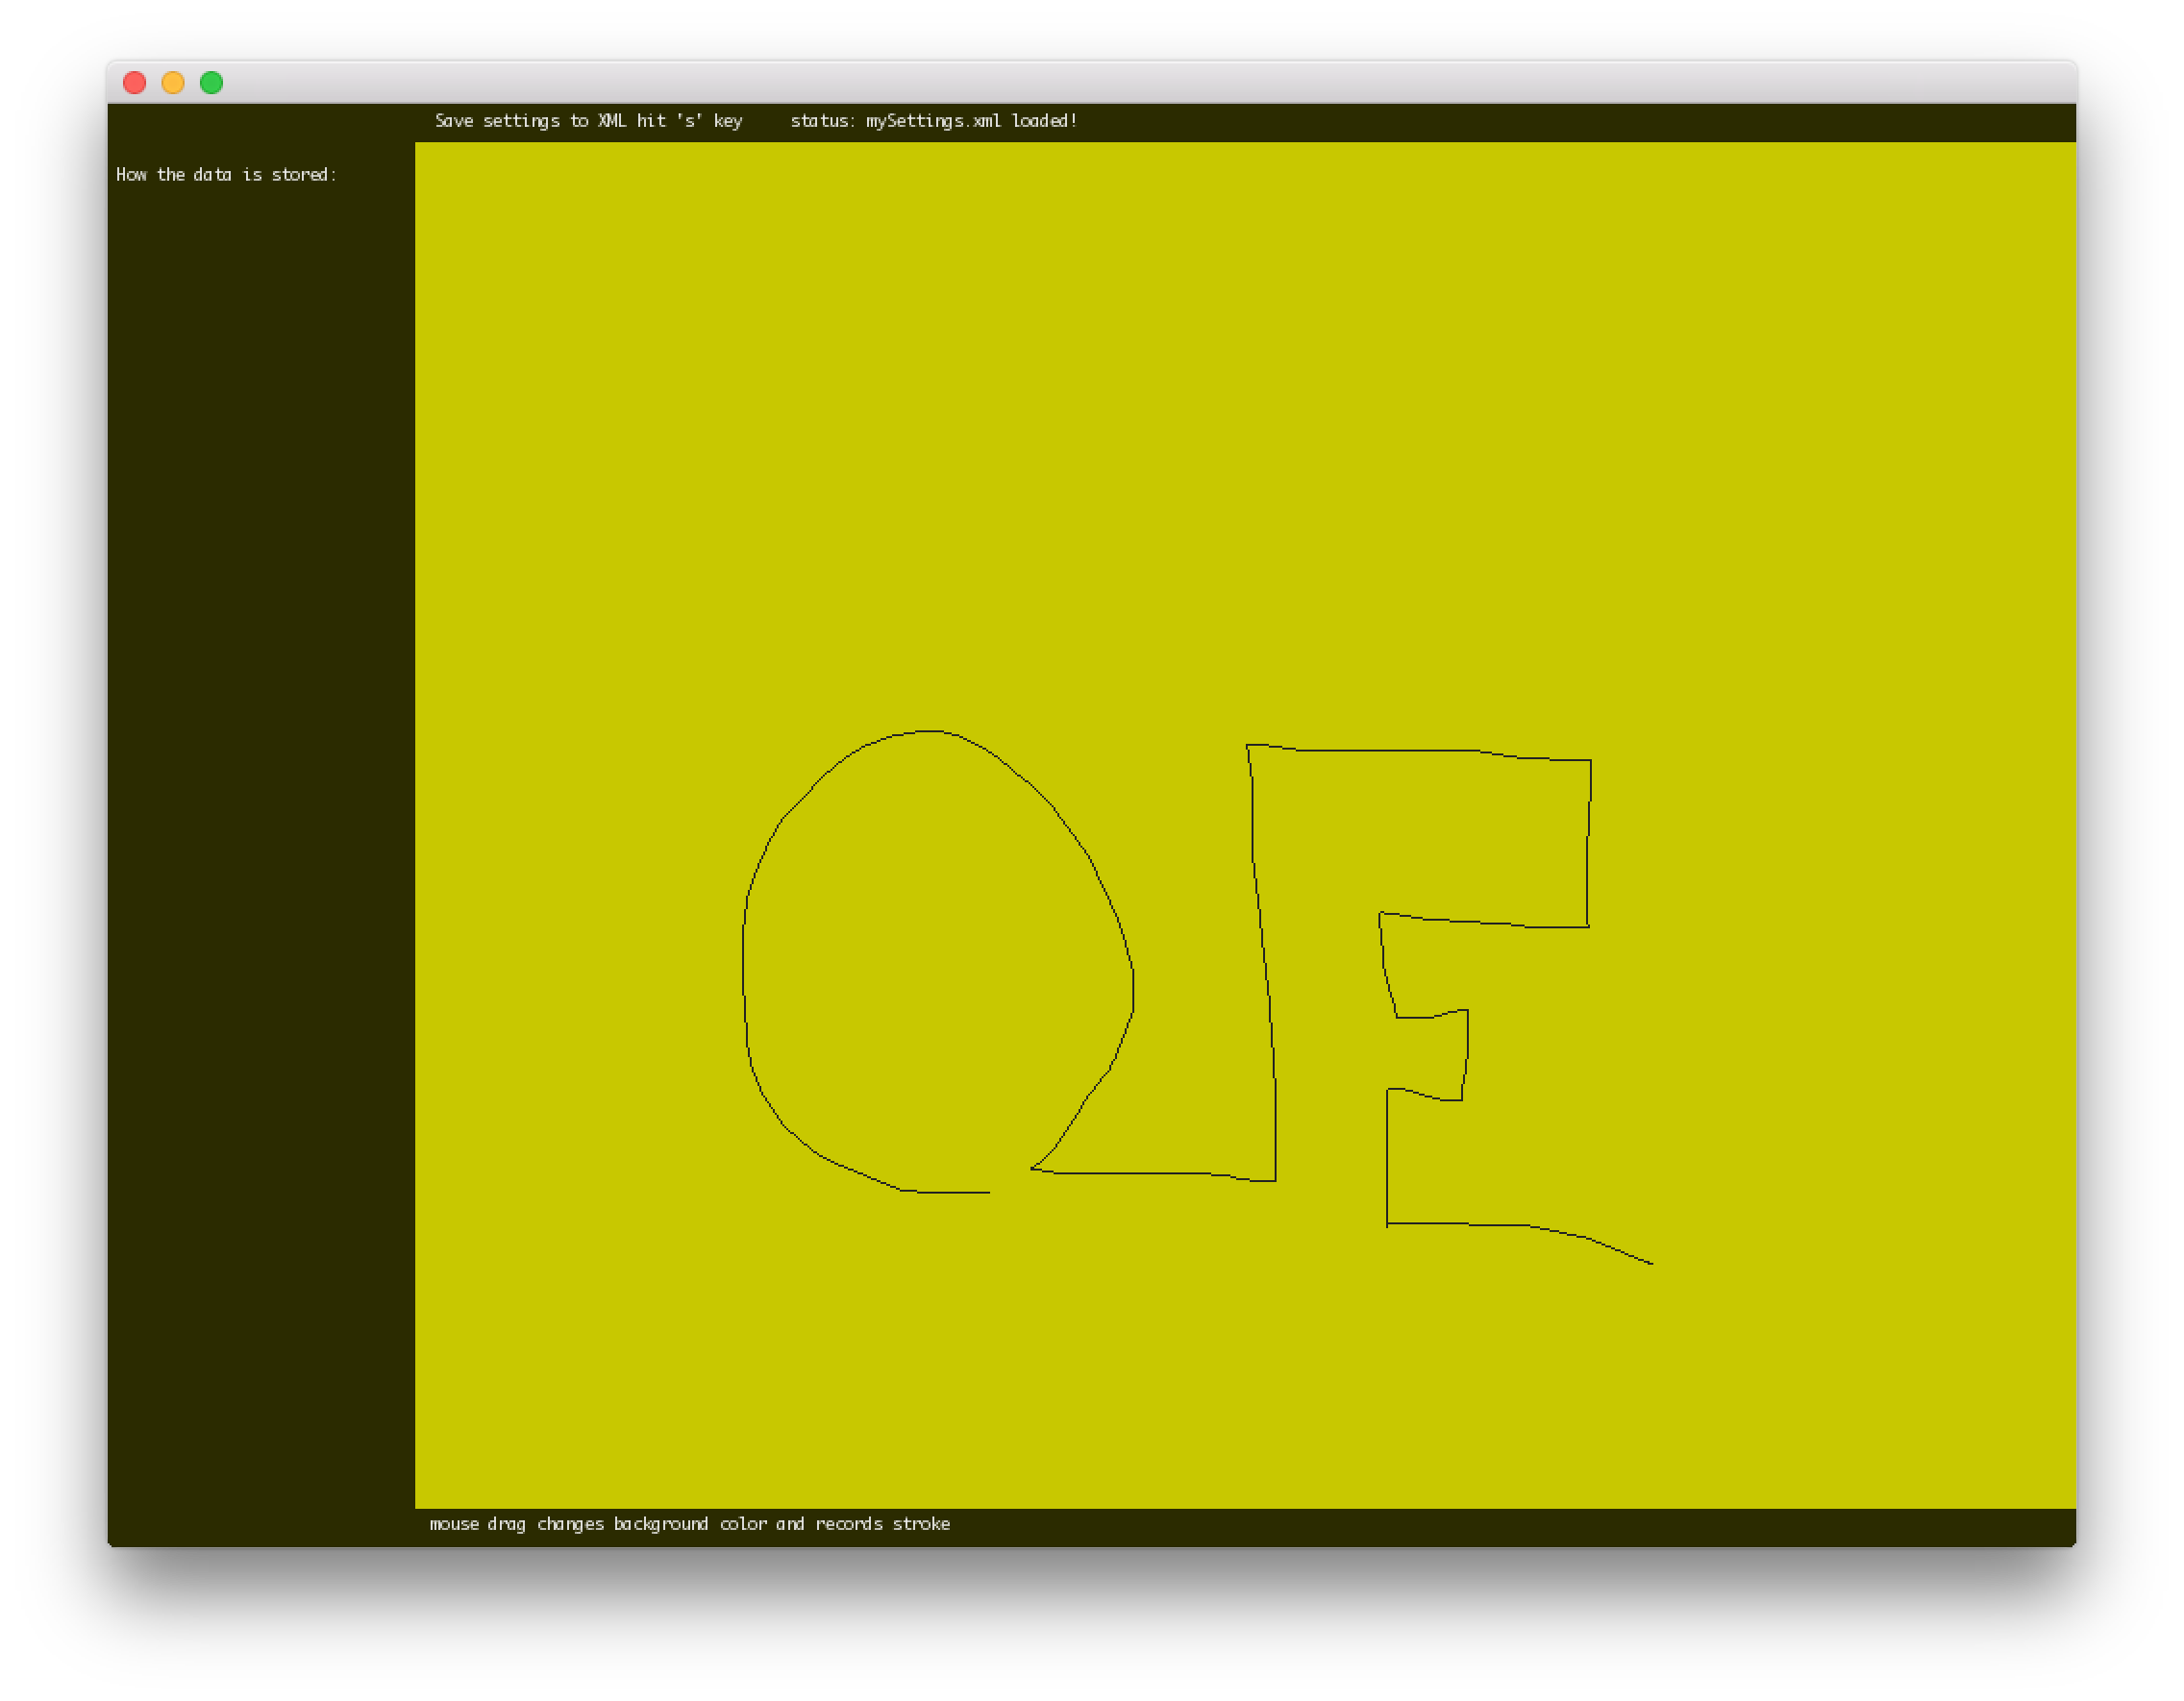 Save settings to XML hit 's' key     status: mySettings.xml loaded!
How the data is stored:
mouse drag changes background color and records stroke